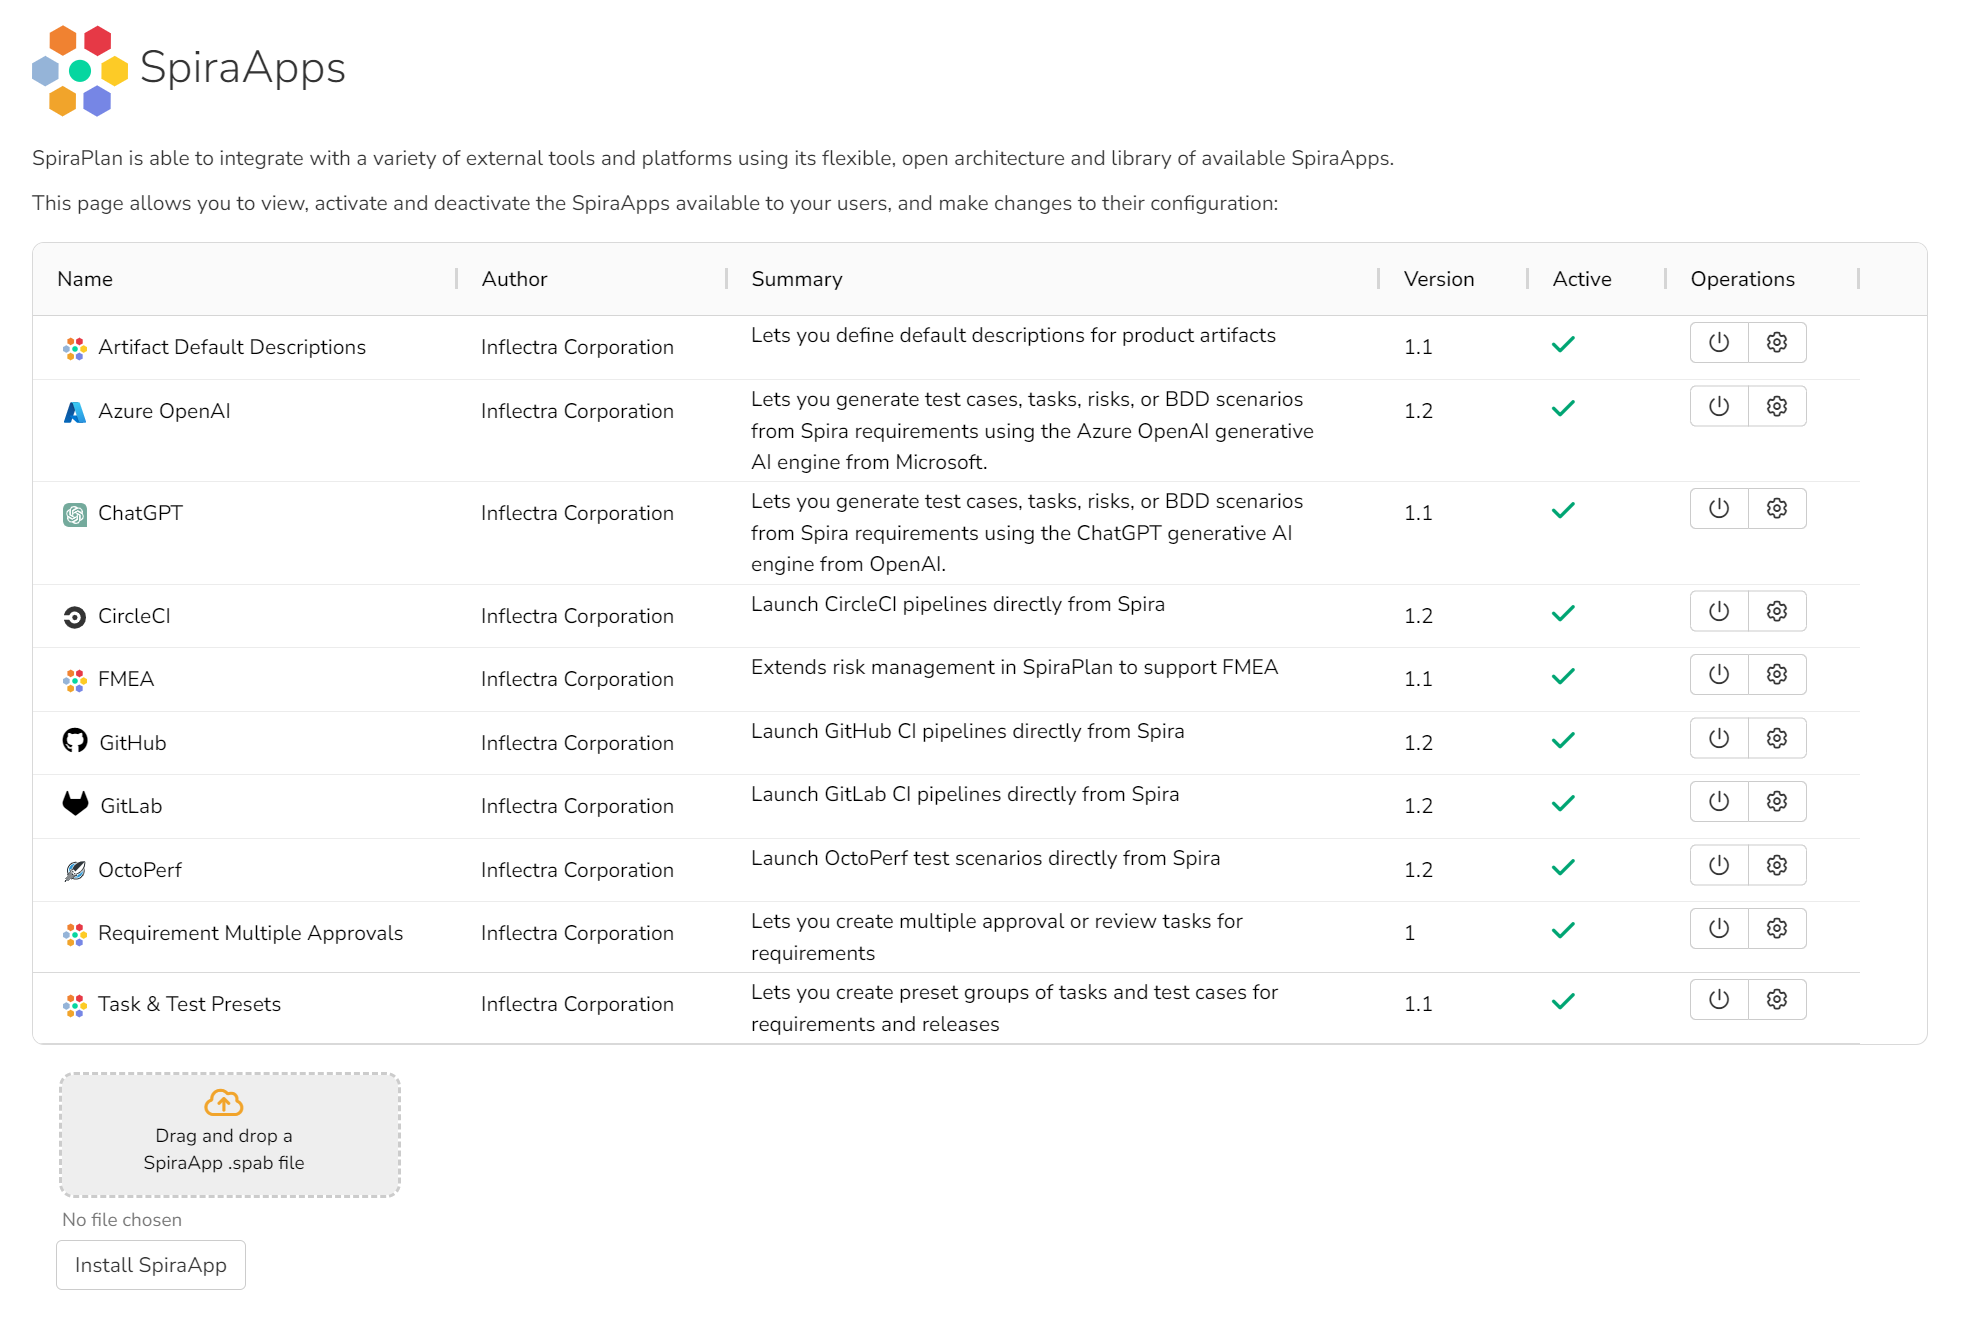 SpiraApps
SpiraPlan is able to integrate with a variety of external tools and platforms using its flexible, open architecture and library of available SpiraApps.
This page allows you to view, activate and deactivate the SpiraApps available to your users, and make changes to their configuration:
Name Author Summary Version Active Operations
Artifact Default Descriptions Inflectra Corporation Lets you define default descriptions for product artifacts 1.1
Azure OpenAI Inflectra Corporation Lets you generate test cases, tasks, risks, or BDD scenarios 1.2
from Spira requirements using the Azure OpenAI generative
AI engine from Microsoft.
ChatGPT Inflectra Corporation Lets you generate test cases, tasks, risks, or BDD scenarios 1.1
from Spira requirements using the ChatGPT generative AI
engine from OpenAI.
CircleCI Inflectra Corporation Launch CircleCI pipelines directly from Spira 1.2
FMEA Inflectra Corporation Extends risk management in SpiraPlan to support FMEA 1.1
GitHub Inflectra Corporation Launch GitHub CI pipelines directly from Spira 1.2
GitLab Inflectra Corporation Launch GitLab CI pipelines directly from Spira 1.2
OctoPerf Inflectra Corporation Launch OctoPerf test scenarios directly from Spira 1.2
Requirement Multiple Approvals Inflectra Corporation Lets you create multiple approval or review tasks for 1
requirements
Task & Test Presets Inflectra Corporation Lets you create preset groups of tasks and test cases for 1.1
requirements and releases
Drag and drop a
SpiraApp .spab file
No file chosen
Install SpiraApp